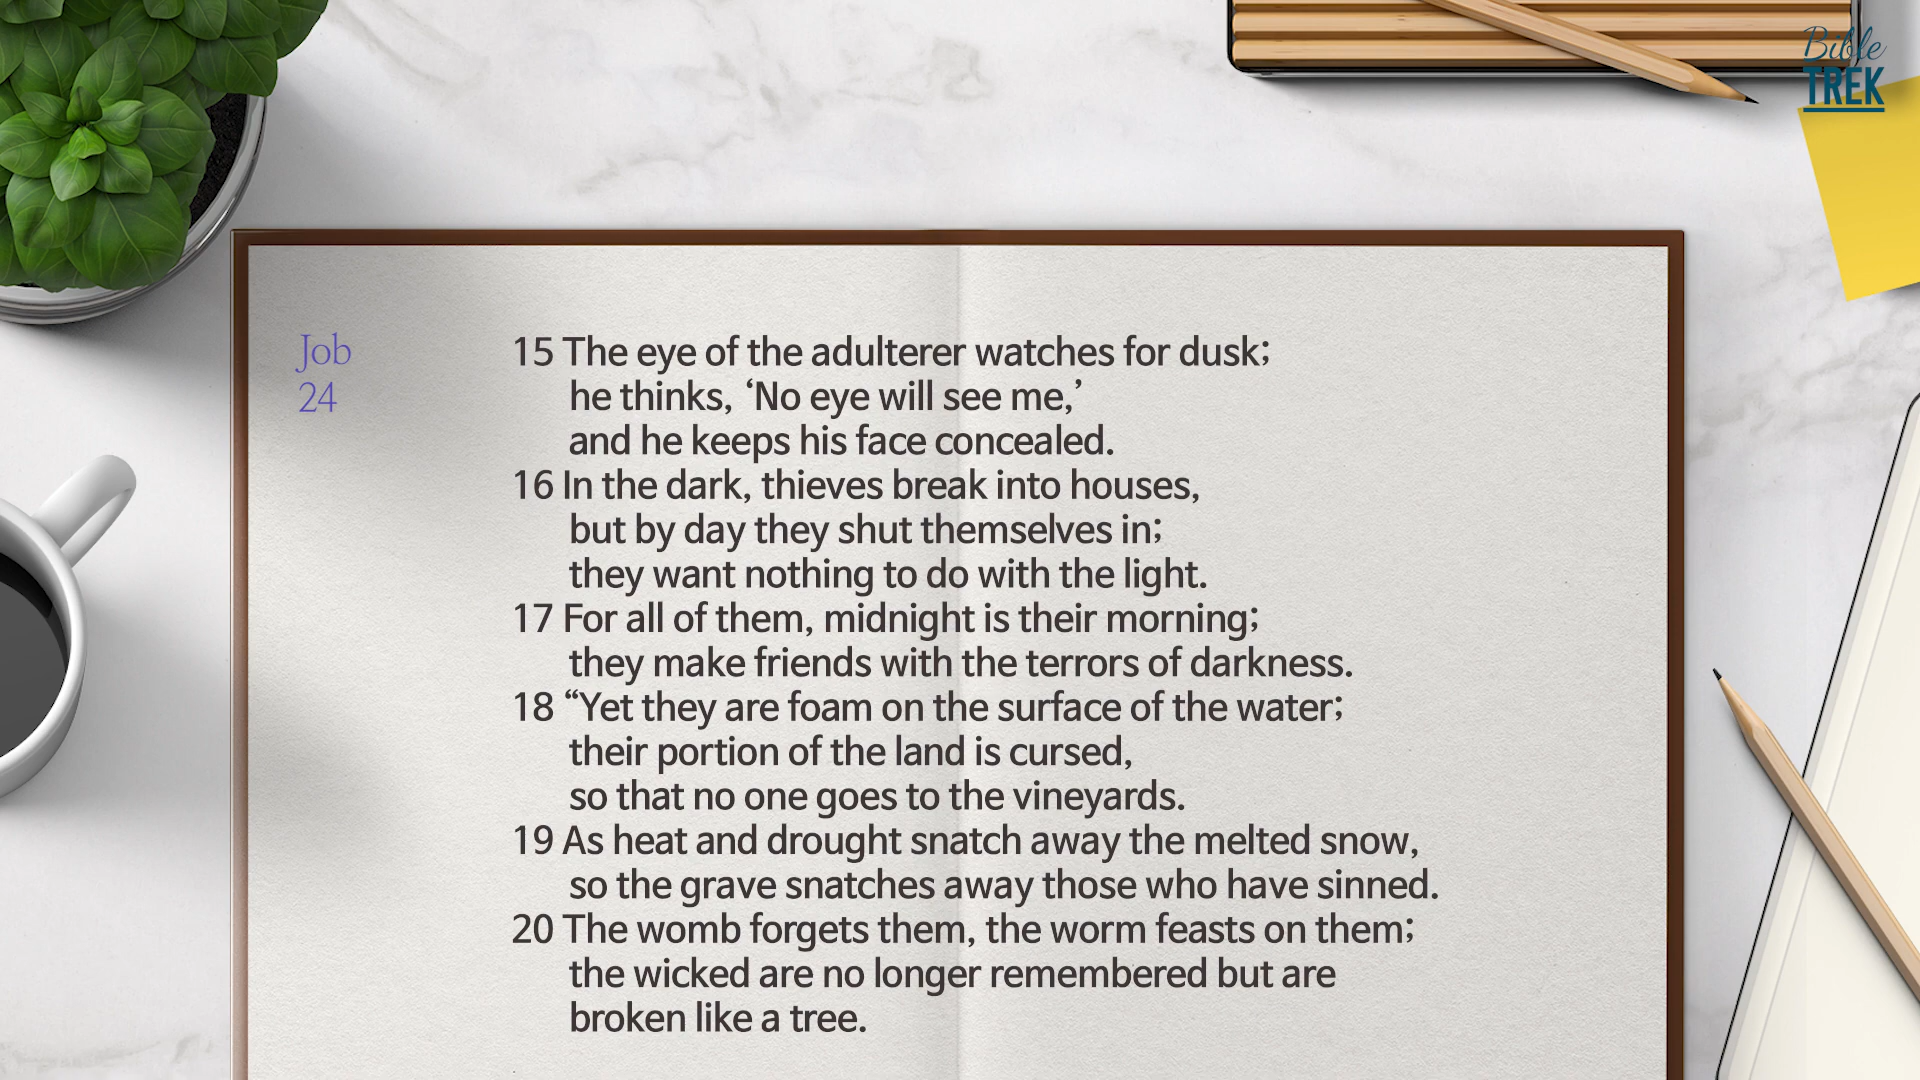 Bible
TREK
Job
24
15 The eye of the adulterer watches for dusk;
he thinks, ‘No eye will see me,’
and he keeps his face concealed.
16 In the dark, thieves break into houses,
but by day they shut themselves in;
they want nothing to do with the light.
17 For all of them, midnight is their morning;
they make friends with the terrors of darkness.
18 “Yet they are foam on the surface of the water;
their portion of the land is cursed,
so that no one goes to the vineyards.
19 As heat and drought snatch away the melted snow,
so the grave snatches away those who have sinned.
20 The womb forgets them, the worm feasts on them;
the wicked are no longer remembered but are
broken like a tree.